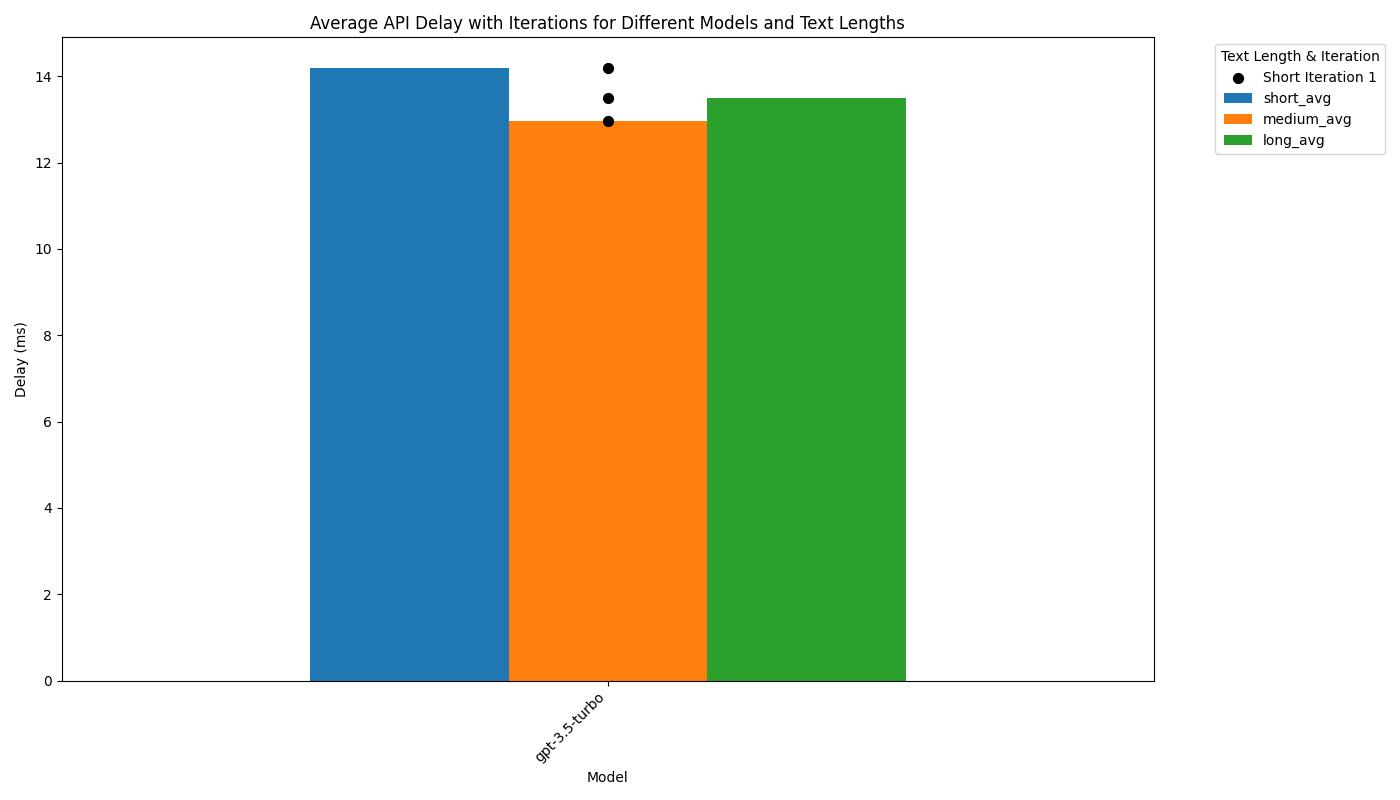 Average API Delay with Iterations for Different Models and Text Lengths
Text Length & Iteration
Short Iteration 1
short_avg
medium_avg
long_avg
Delay (ms)
14
12
10
8
6
4
2
0
gpt-3.5-turbo
Model